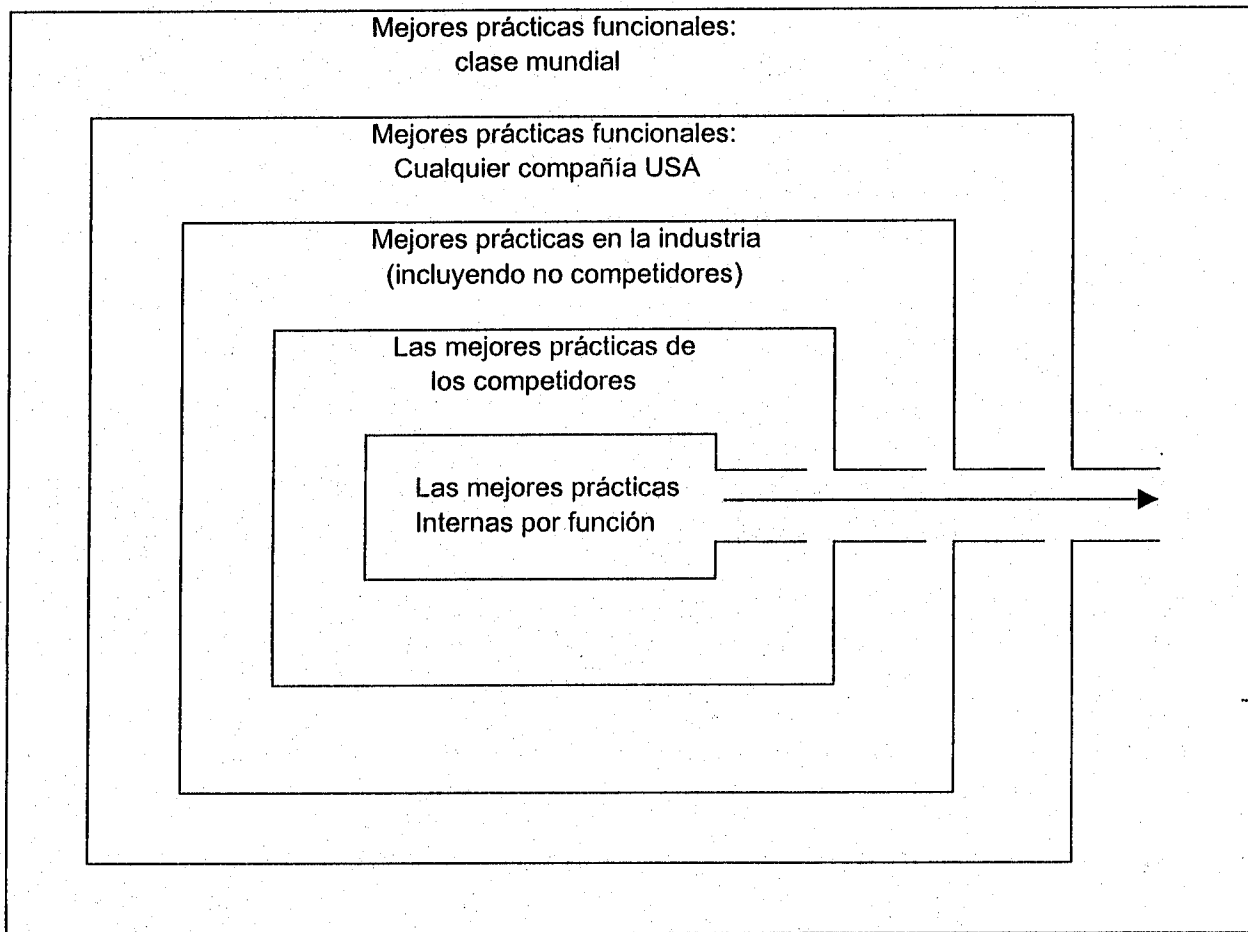 Mejores prácticas funcionales:
clase mundial
Mejores prácticas funcionales:
Cualquier compañía USA
Mejores prácticas en la industria
(incluyendo no competidores)
Las mejores prácticas de
los competidores
Las mejores prácticas
Internas por función